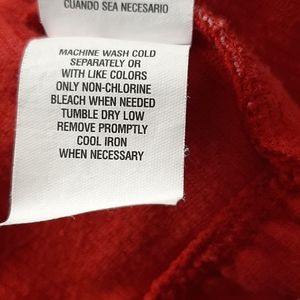 CUANDO SEA NECESARIO
MACHINE WASH COLD
SEPARATELY OR
WITH LIKE COLORS
ONLY NON-CHLORINE
BLEACH WHEN NEEDED
TUMBLE DRY LOW
REMOVE PROMPTLY
COOL IRON
WHEN NECESSARY